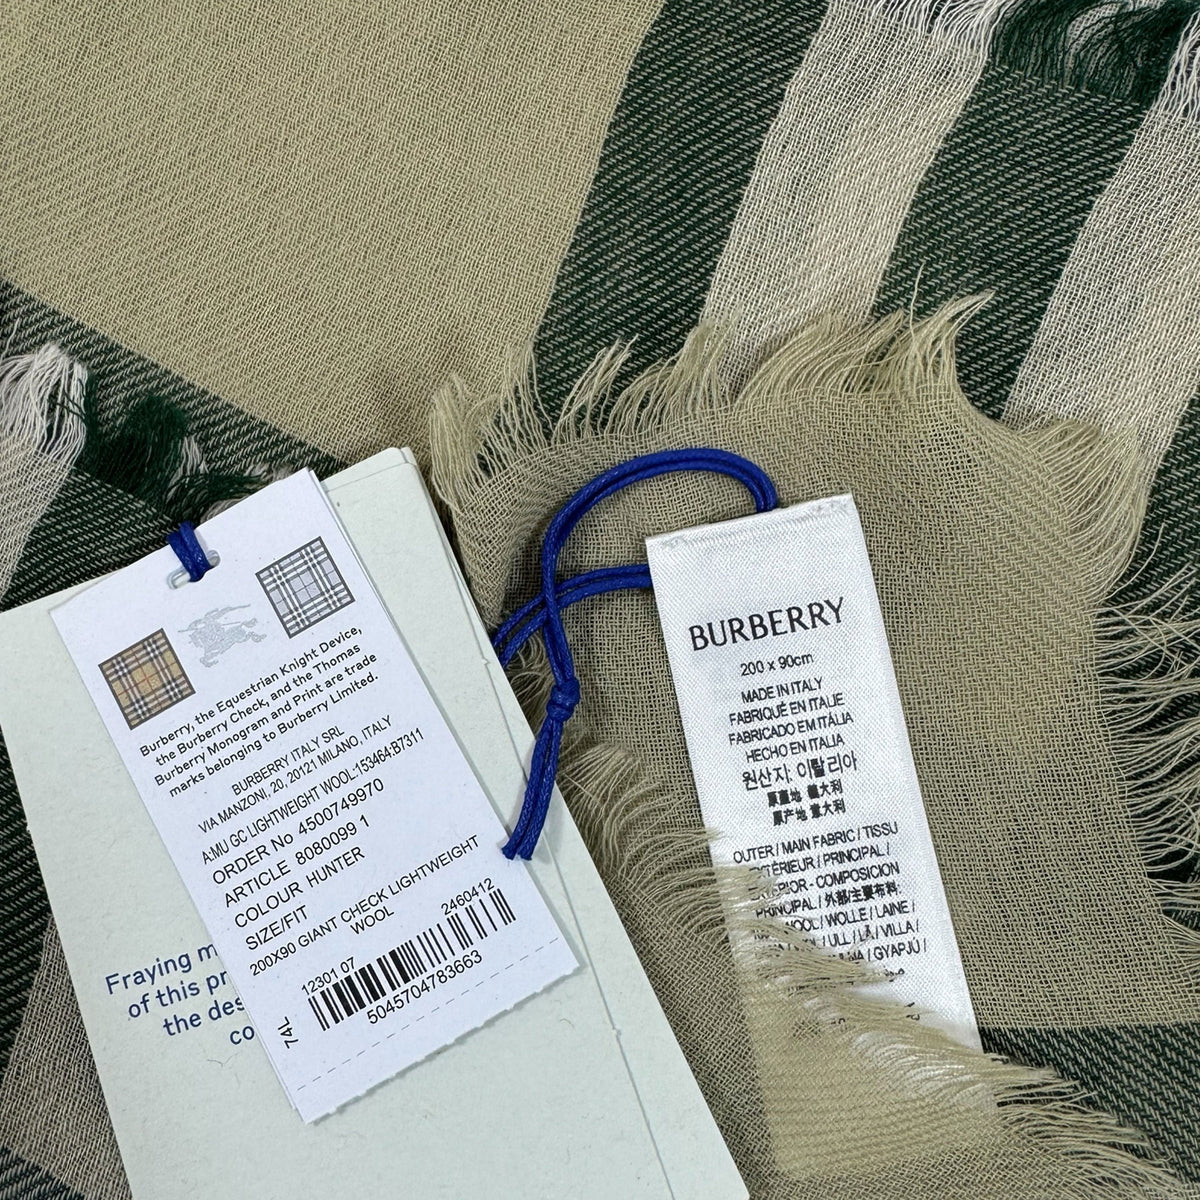 Burberry, the Equestrian Knight Device,
the Burberry Check, and the Thomas
Burberry Monogram and Print are trade
marks belonging to Burberry Limited.
BURBERRY ITALY SRL
VIA MANZONI, 20, 20121 MILANO, ITALY
A:MU GC LIGHTWEIGHT WOOL:153464:B7311
ORDER No 4500749970
ARTICLE 8080099 1
COLOUR HUNTER
SIZE/FIT
200X90 GIANT CHECK LIGHTWEIGHT
WOOL
12301 07
2460412
5045704783663
74L
Fraying
of this
the
BURBERRY
200 x 90cm
MADE IN ITALY
FABRIQUÉ EN ITALIE
FABRICADO EM ITÁLIA
HECHO EN ITALIA
원산지: 이탈리아
原產地 義大利
原产地 意大利
OUTER / MAIN FABRIC / TISSU
EXTÉRIEUR / PRINCIPAL /
COMPOSICION
PRINCIPAL / 外部/主要布料:
WOOL / WOLLE / LAINE /
/ ULL / / VILLA /
/ GYAPJÚ /